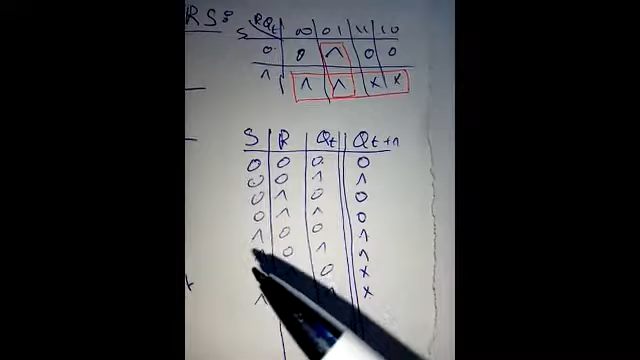 RS:
S RQt 00 01 11 10
0 0 1 0 0
1 1 1 x x
S R Qt Qt+1
0 0 0 0
0 0 1 1
0 1 0 0
0 1 1 0
1 0 0 1
0 1 1
0 x
1 x